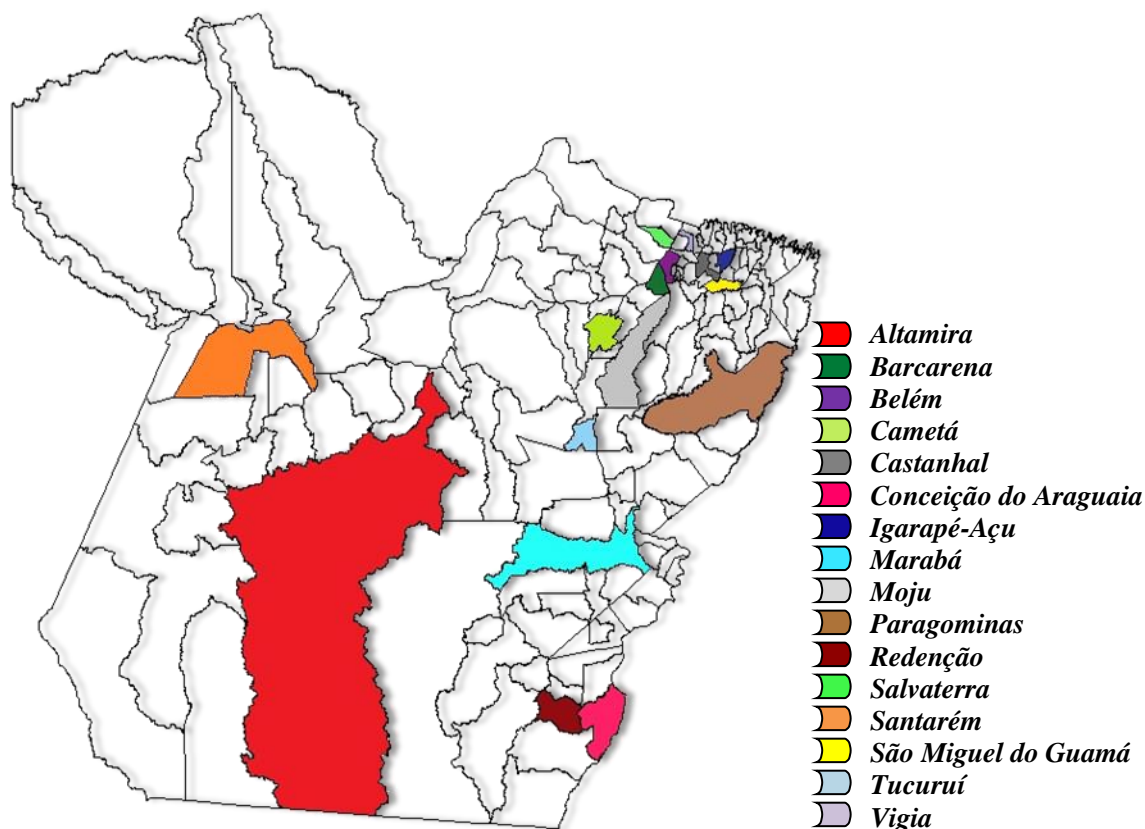 Altamira
Barcarena
Belém
Cametá
Castanhal
Conceição do Araguaia
Igarapé-Açu
Marabá
Moju
Paragominas
Redenção
Salvaterra
Santarém
São Miguel do Guamá
Tucuruí
Vigia